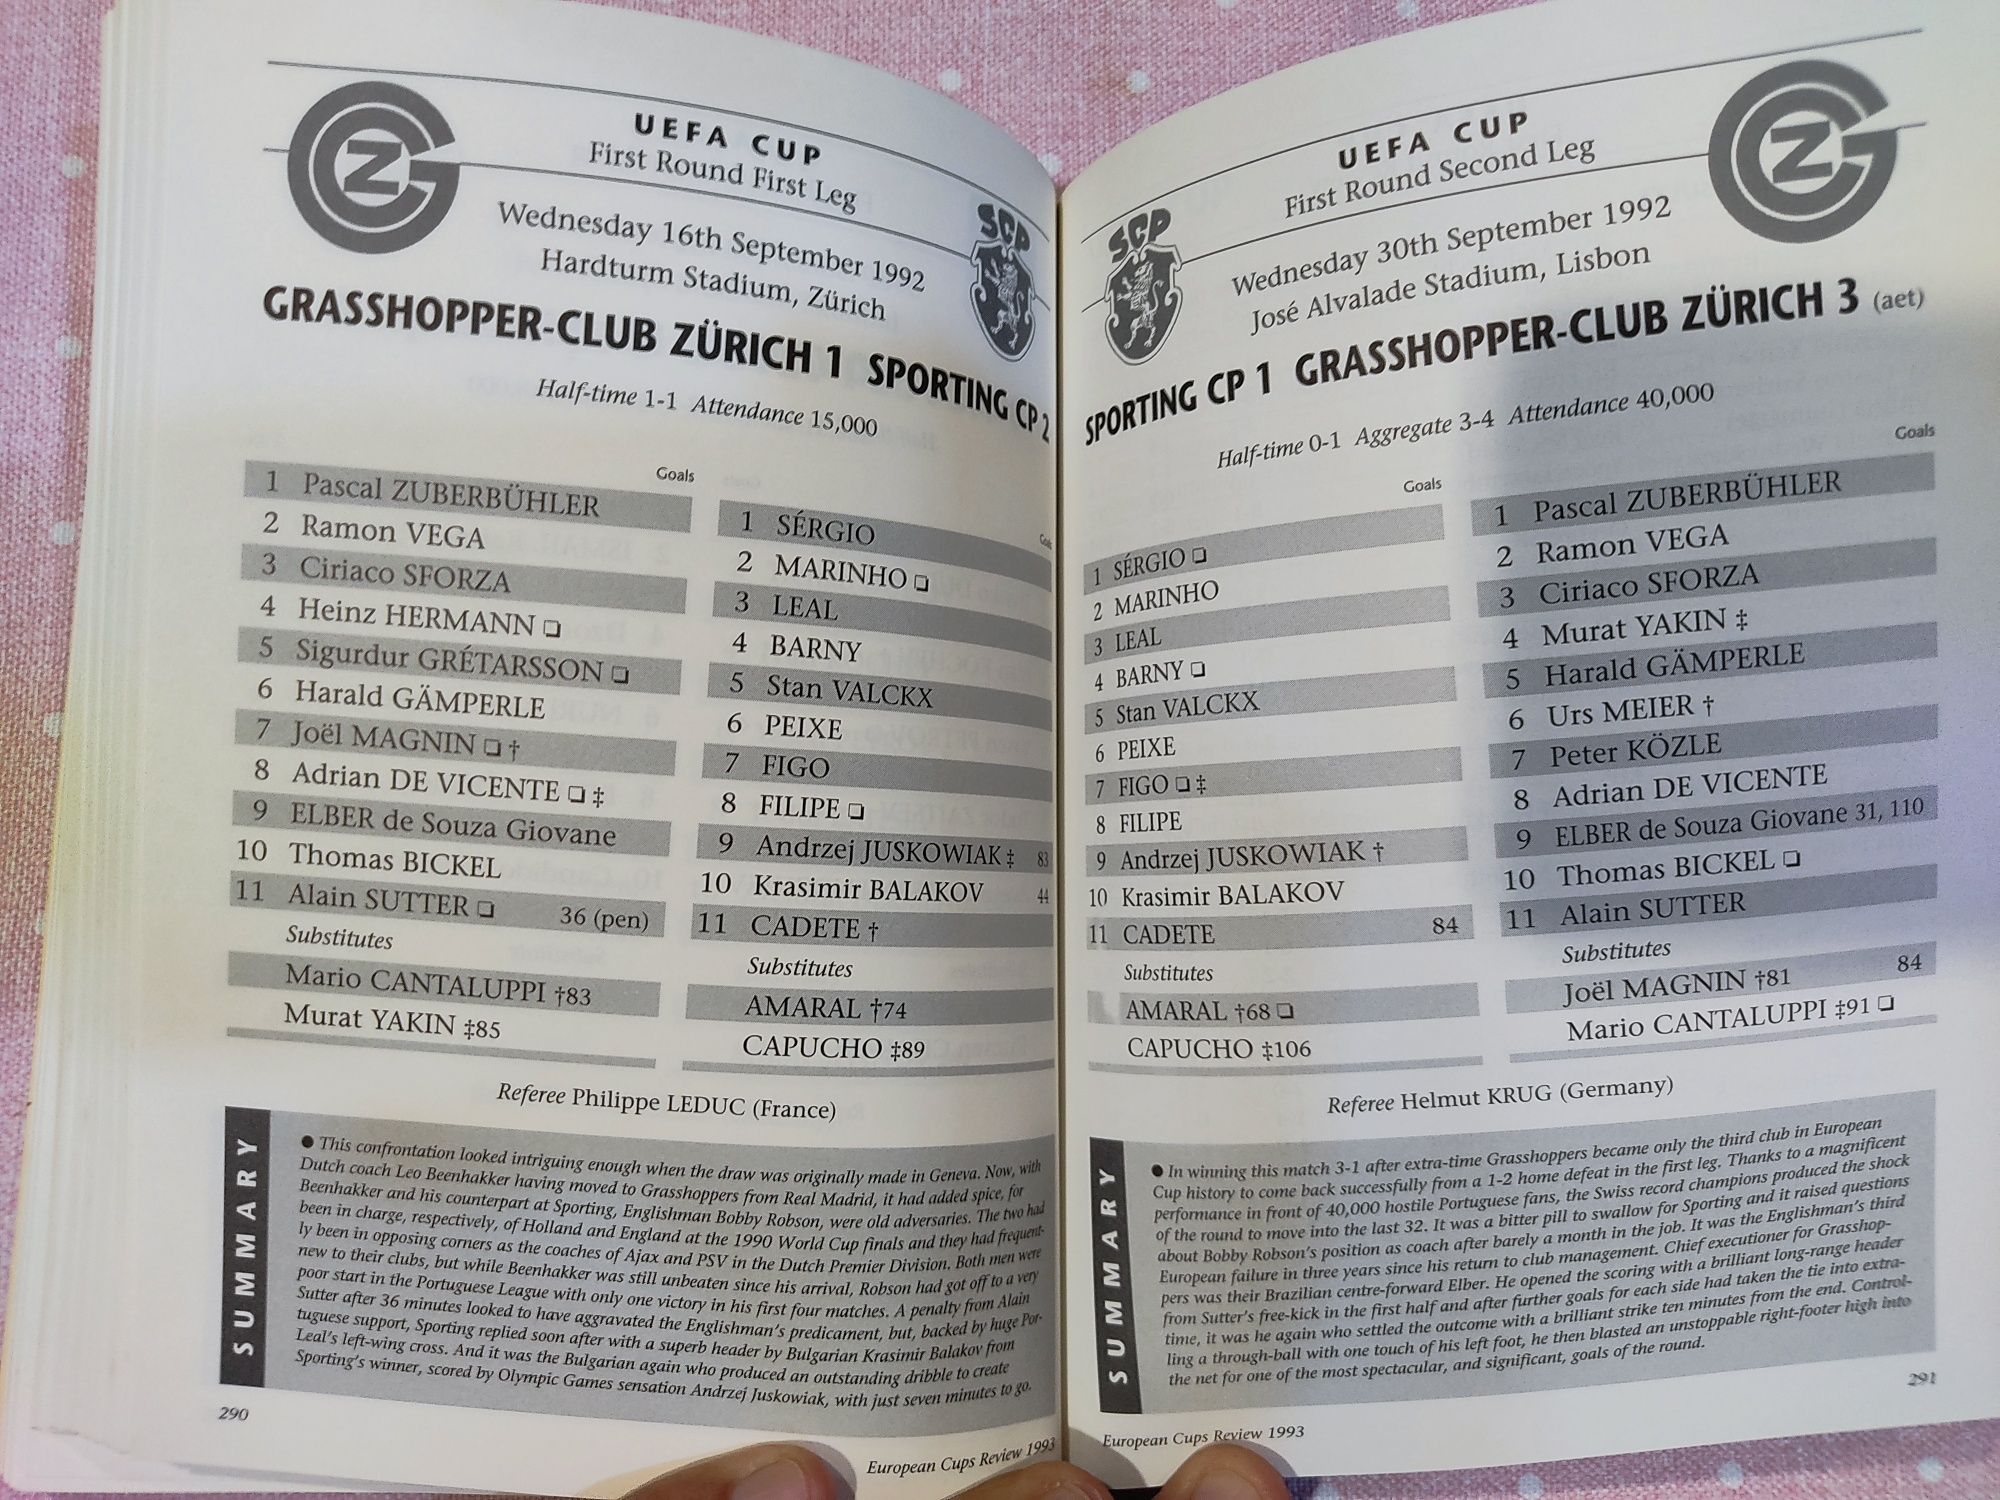 UEFA CUP
First Round First Leg
Wednesday 16th September 1992
Hardturm Stadium, Zürich
SCP
GRASSHOPPER-CLUB ZÜRICH 1 SPORTING CP 2
Half-time 1-1 Attendance 15,000
Goals
1 Pascal ZUBERBÜHLER
2 Ramon VEGA
3 Ciriaco SFORZA
4 Heinz HERMANN ❏
5 Sigurdur GRÉTARSSON ❏
6 Harald GÄMPERLE
7 Joël MAGNIN ❏ †
8 Adrian DE VICENTE ❏ ‡
9 ELBER de Souza Giovane
10 Thomas BICKEL
11 Alain SUTTER ❏ 36 (pen)
Substitutes
Mario CANTALUPPI †83
Murat YAKIN ‡85
1 SÉRGIO
2 MARINHO ❏
3 LEAL
4 BARNY
5 Stan VALCKX
6 PEIXE
7 FIGO
8 FILIPE ❏
9 Andrzej JUSKOWIAK ‡ 83
10 Krasimir BALAKOV 44
11 CADETE †
Substitutes
AMARAL †74
CAPUCHO ‡89
Referee Philippe LEDUC (France)
SUMMARY
● This confrontation looked intriguing enough when the draw was originally made in Geneva. Now, with
Dutch coach Leo Beenhakker having moved to Grasshoppers from Real Madrid, it had added spice, for
Beenhakker and his counterpart at Sporting, Englishman Bobby Robson, were old adversaries. The two had
been in charge, respectively, of Holland and England at the 1990 World Cup finals and they had frequent-
ly been in opposing corners as the coaches of Ajax and PSV in the Dutch Premier Division. Both men were
new to their clubs, but while Beenhakker was still unbeaten since his arrival, Robson had got off to a very
poor start in the Portuguese League with only one victory in his first four matches. A penalty from Alain
Sutter after 36 minutes looked to have aggravated the Englishman's predicament, but, backed by huge Por-
tuguese support, Sporting replied soon after with a superb header by Bulgarian Krasimir Balakov from
Leal's left-wing cross. And it was the Bulgarian again who produced an outstanding dribble to create
Sporting's winner, scored by Olympic Games sensation Andrzej Juskowiak, with just seven minutes to go.
290
European Cups Review 1993
UEFA CUP
First Round Second Leg
Wednesday 30th September 1992
José Alvalade Stadium, Lisbon
SCP
SPORTING CP 1 GRASSHOPPER-CLUB ZÜRICH 3 (aet)
Half-time 0-1 Aggregate 3-4 Attendance 40,000
Goals
1 SÉRGIO ❏
2 MARINHO
3 LEAL
4 BARNY ❏
5 Stan VALCKX
6 PEIXE
7 FIGO ❏ ‡
8 FILIPE
9 Andrzej JUSKOWIAK †
10 Krasimir BALAKOV
11 CADETE 84
Substitutes
AMARAL †68 ❏
CAPUCHO ‡106
Goals
1 Pascal ZUBERBÜHLER
2 Ramon VEGA
3 Ciriaco SFORZA
4 Murat YAKIN ‡
5 Harald GÄMPERLE
6 Urs MEIER †
7 Peter KÖZLE
8 Adrian DE VICENTE
9 ELBER de Souza Giovane 31, 110
10 Thomas BICKEL ❏
11 Alain SUTTER
Substitutes
Joël MAGNIN †81 84
Mario CANTALUPPI ‡91 ❏
Referee Helmut KRUG (Germany)
SUMMARY
● In winning this match 3-1 after extra-time Grasshoppers became only the third club in European
Cup history to come back successfully from a 1-2 home defeat in the first leg. Thanks to a magnificent
performance in front of 40,000 hostile Portuguese fans, the Swiss record champions produced the shock
of the round to move into the last 32. It was a bitter pill to swallow for Sporting and it raised questions
about Bobby Robson's position as coach after barely a month in the job. It was the Englishman's third
European failure in three years since his return to club management. Chief executioner for Grasshop-
pers was their Brazilian centre-forward Elber. He opened the scoring with a brilliant long-range header
from Sutter's free-kick in the first half and after further goals for each side had taken the tie into extra-
time, it was he again who settled the outcome with a brilliant strike ten minutes from the end. Control-
ling a through-ball with one touch of his left foot, he then blasted an unstoppable right-footer high into
the net for one of the most spectacular, and significant, goals of the round.
291
European Cups Review 1993